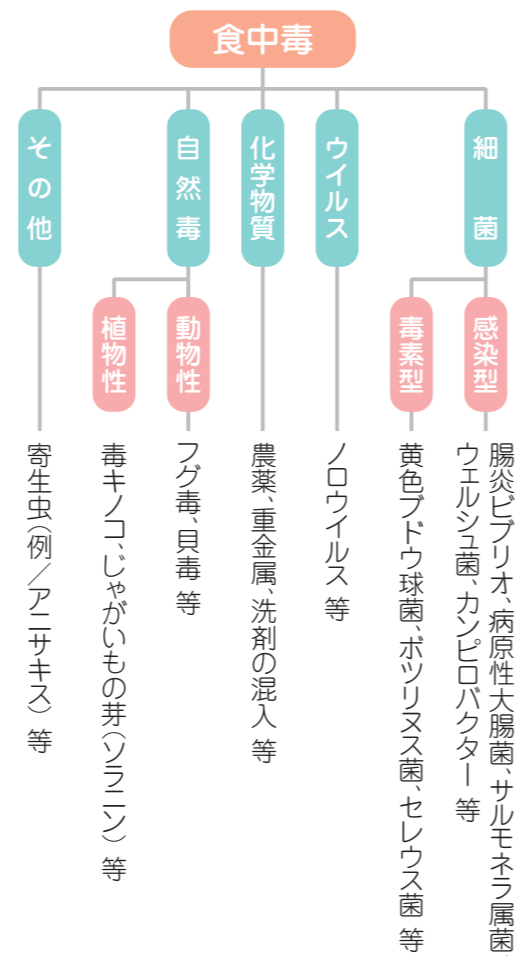 食中毒
細菌
感染型
腸炎ビブリオ、病原性大腸菌、サルモネラ属菌、
ウェルシュ菌、カンピロバクター 等
毒素型
黄色ブドウ球菌、ボツリヌス菌、セレウス菌 等
ウイルス
ノロウイルス 等
化学物質
農薬、重金属、洗剤の混入 等
自然毒
動物性
フグ毒、貝毒 等
植物性
毒キノコ、じゃがいもの芽（ソラニン） 等
その他
寄生虫（例／アニサキス） 等